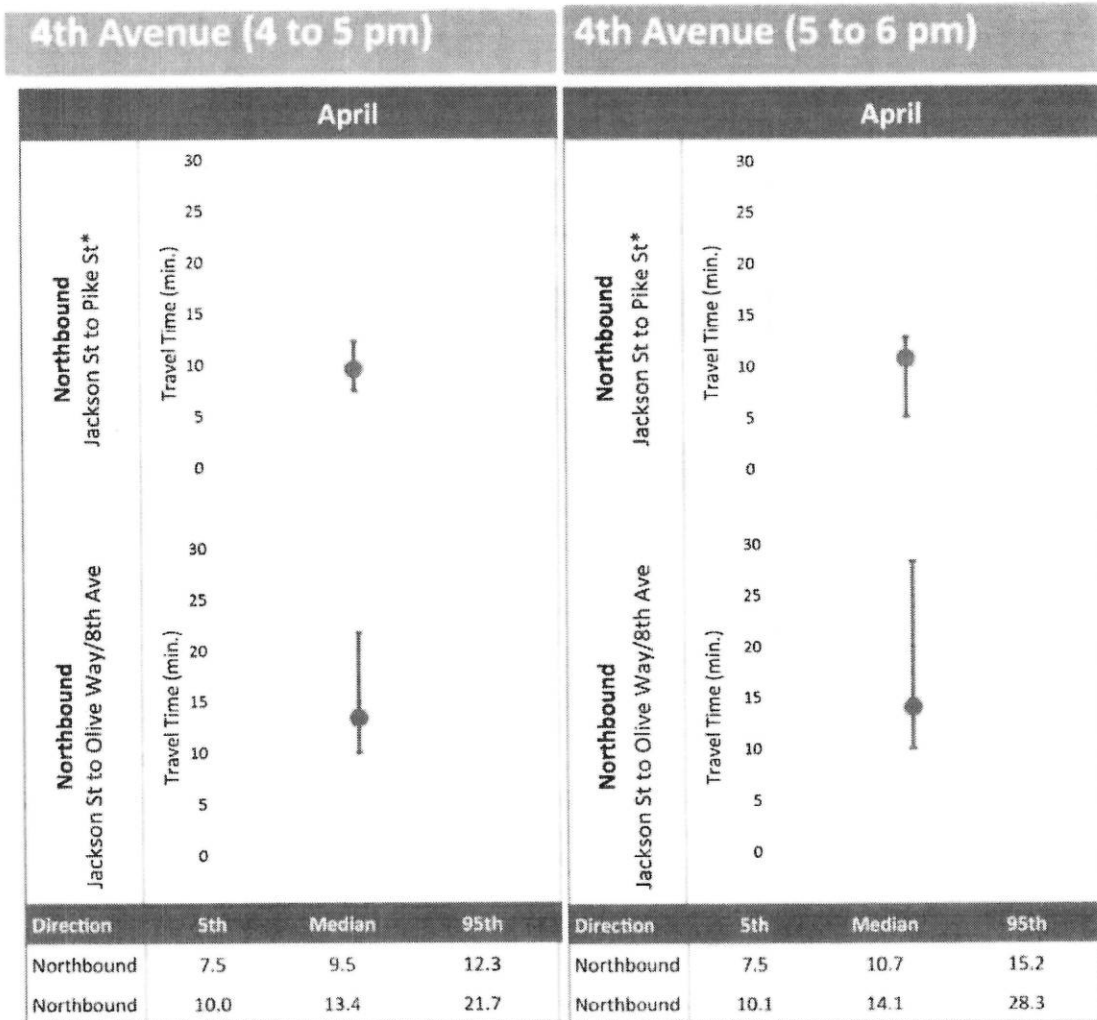 4th Avenue (4 to 5 pm)
April
Northbound
Jackson St to Pike St*
Travel Time (min.)
30
25
20
15
10
5
0
Northbound
Jackson St to Olive Way/8th Ave
Travel Time (min.)
30
25
20
15
10
5
0
Direction 5th Median 95th
Northbound 7.5 9.5 12.3
Northbound 10.0 13.4 21.7
4th Avenue (5 to 6 pm)
April
Northbound
Jackson St to Pike St*
Travel Time (min.)
30
25
20
15
10
5
0
Northbound
Jackson St to Olive Way/8th Ave
Travel Time (min.)
30
25
20
15
10
5
0
Direction 5th Median 95th
Northbound 7.5 10.7 15.2
Northbound 10.1 14.1 28.3